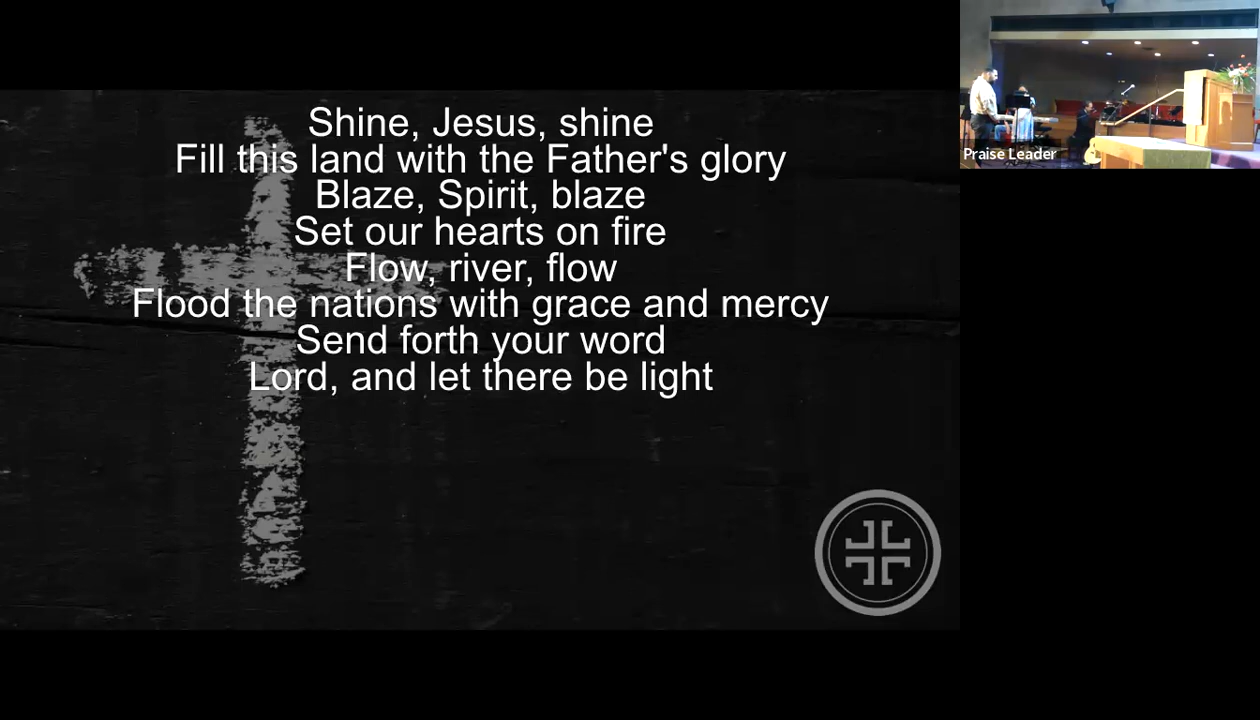 Shine, Jesus, shine
Fill this land with the Father's glory
Blaze, Spirit, blaze
Set our hearts on fire
Flow, river, flow
Flood the nations with grace and mercy
Send forth your word
Lord, and let there be light
Praise Leader